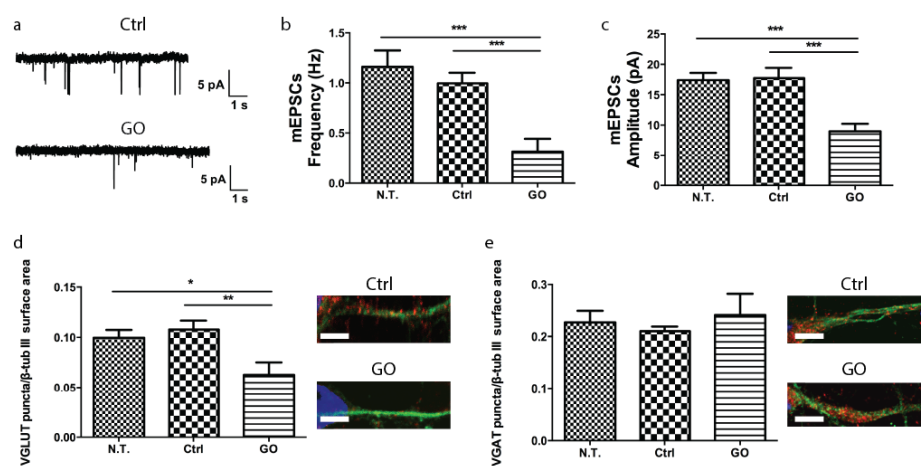 a
Ctrl
5 pA
1 s
GO
5 pA
1 s
b
***
***
mEPSCs
Frequency (Hz)
1.5
1.0
0.5
0.0
N.T.
Ctrl
GO
c
***
***
mEPSCs
Amplitude (pA)
25
20
15
10
5
0
N.T.
Ctrl
GO
d
*
**
VGLUT puncta/β-tub III surface area
0.15
0.10
0.05
0.00
N.T.
Ctrl
GO
Ctrl
GO
e
VGAT puncta/β-tub III surface area
0.3
0.2
0.1
0.0
N.T.
Ctrl
GO
Ctrl
GO